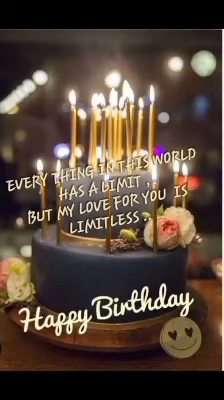 EVERY THING IN THIS WORLD
HAS A LIMIT ,
BUT MY LOVE FOR YOU IS
LIMITLESS .
Happy Birthday